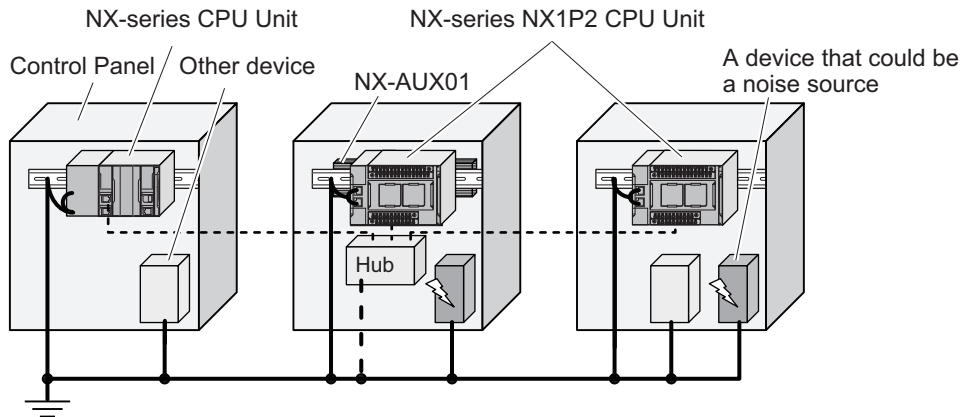 NX-series CPU Unit
NX-series NX1P2 CPU Unit
Control Panel
Other device
NX-AUX01
A device that could be
a noise source
Hub